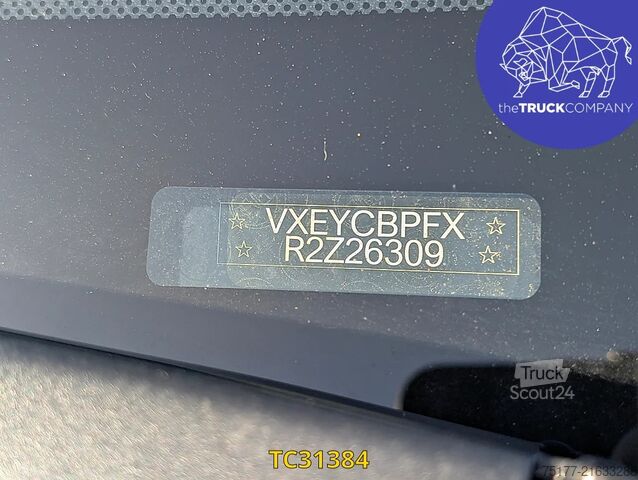 theTRUCKCOMPANY
VXEYCBPFX
R2Z26309
Truck
Scout24
TC31384